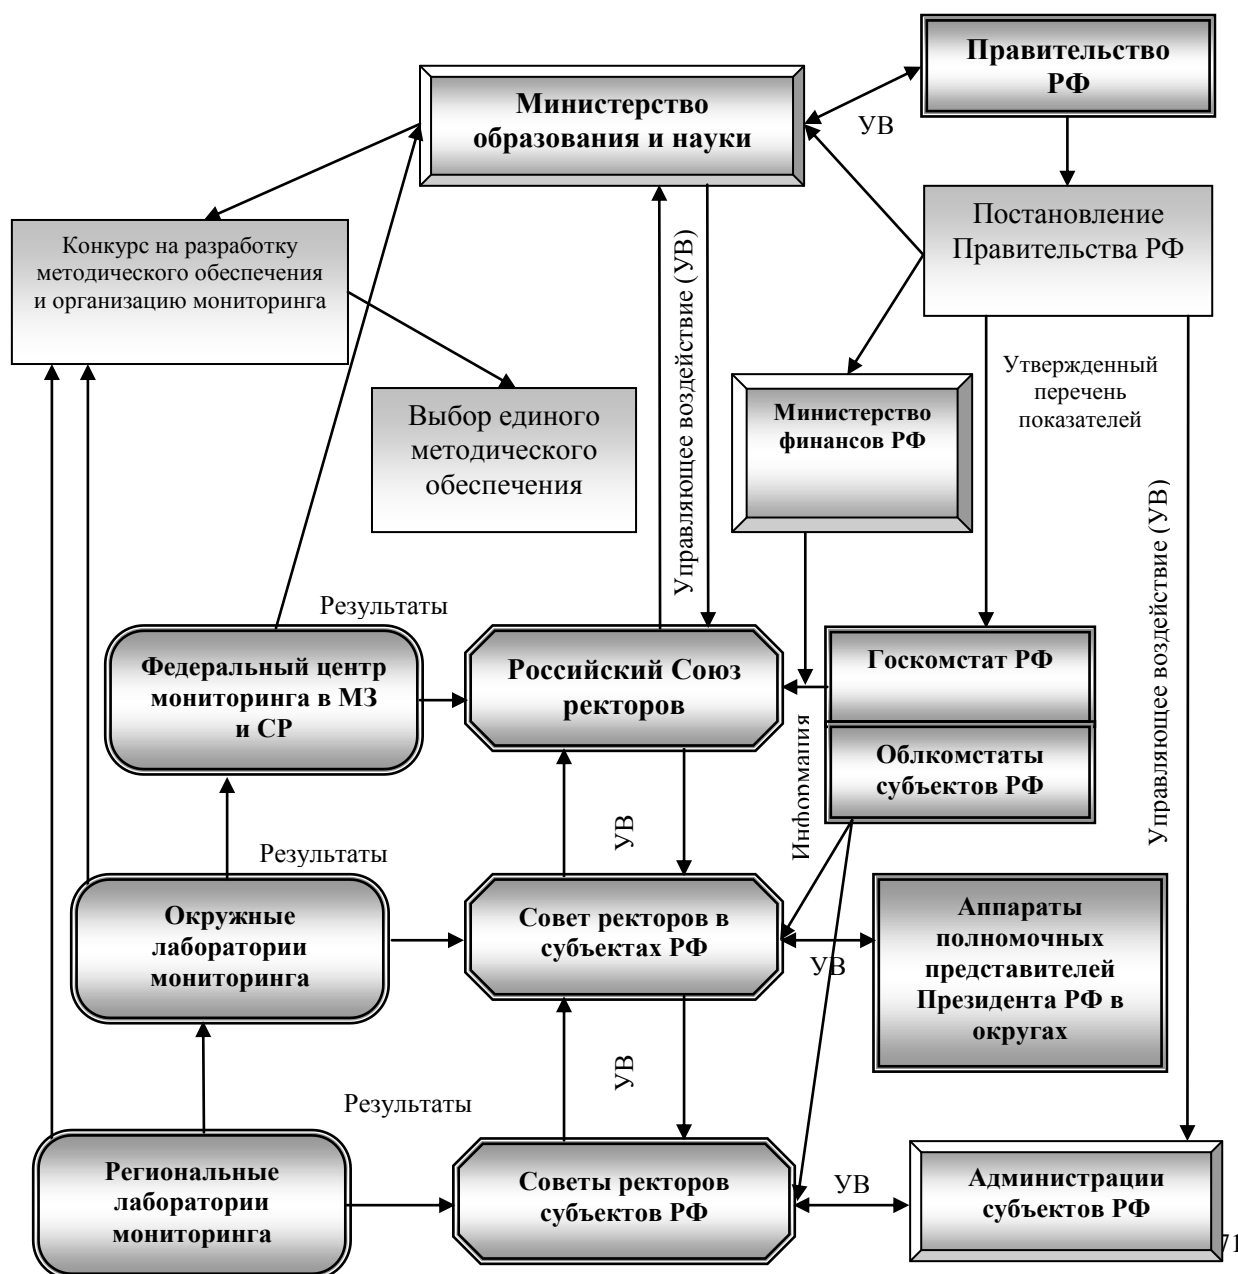 Правительство
РФ
Министерство
образования и науки
УВ
Постановление
Правительства РФ
Конкурс на разработку
методического обеспечения
и организацию мониторинга
Управляющее воздействие (УВ)
Утвержденный
перечень
показателей
Министерство
финансов РФ
Выбор единого
методического
обеспечения
Управляющее воздействие (УВ)
Результаты
Федеральный центр
мониторинга в МЗ
и СР
Российский Союз
ректоров
Госкомстат РФ
Облкомстаты
субъектов РФ
Информация
УВ
Результаты
Окружные
лаборатории
мониторинга
Совет ректоров в
субъектах РФ
УВ
Аппараты
полномочных
представителей
Президента РФ в
округах
УВ
Результаты
Региональные
лаборатории
мониторинга
Советы ректоров
субъектов РФ
УВ
Администрации
субъектов РФ
71